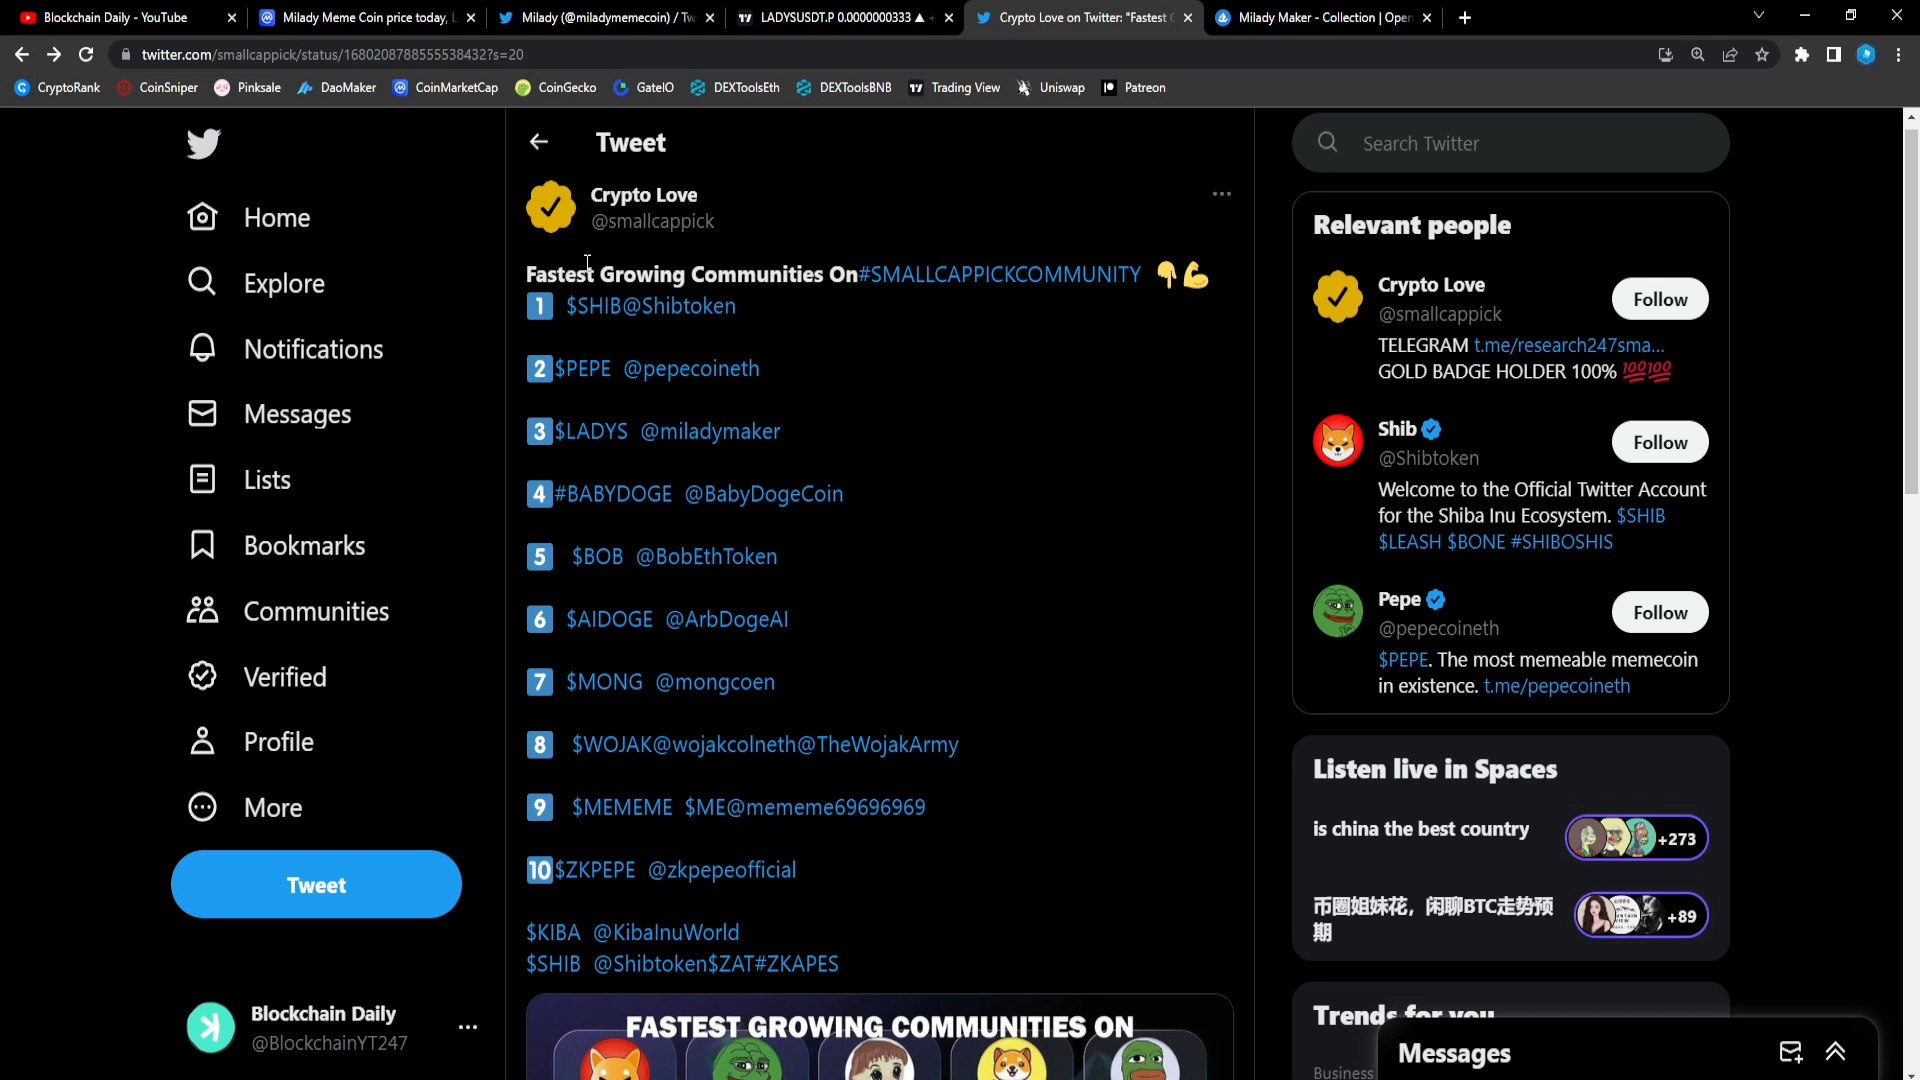 Blockchain Daily - YouTube
Milady Meme Coin price today, L
Milady (@miladymemecoin) / Tw
LADYSUSDT.P 0.0000000333 ▲
Crypto Love on Twitter: "Fastest G
Milady Maker - Collection | Open
twitter.com/smallcappick/status/1680208788555538432?s=20
CryptoRank
CoinSniper
Pinksale
DaoMaker
CoinMarketCap
CoinGecko
GateIO
DEXToolsEth
DEXToolsBNB
Trading View
Uniswap
Patreon
Home
Explore
Notifications
Messages
Lists
Bookmarks
Communities
Verified
Profile
More
Tweet
Blockchain Daily
@BlockchainYT247
Tweet
Crypto Love
@smallcappick
Fastest Growing Communities On#SMALLCAPPICKCOMMUNITY 👇💪
1️⃣ $SHIB@Shibtoken
2️⃣$PEPE @pepecoineth
3️⃣$LADYS @miladymaker
4️⃣#BABYDOGE @BabyDogeCoin
5️⃣ $BOB @BobEthToken
6️⃣ $AIDOGE @ArbDogeAI
7️⃣ $MONG @mongcoen
8️⃣ $WOJAK@wojakcolneth@TheWojakArmy
9️⃣ $MEMEME $ME@mememe69696969
🔟$ZKPEPE @zkpepeofficial
$KIBA @KibaInuWorld
$SHIB @Shibtoken$ZAT#ZKAPES
FASTEST GROWING COMMUNITIES ON
Search Twitter
Relevant people
Crypto Love
@smallcappick
Follow
TELEGRAM t.me/research247sma...
GOLD BADGE HOLDER 100% 💯💯
Shib
@Shibtoken
Follow
Welcome to the Official Twitter Account
for the Shiba Inu Ecosystem. $SHIB
$LEASH $BONE #SHIBOSHIS
Pepe
@pepecoineth
Follow
$PEPE. The most memeable memecoin
in existence. t.me/pepecoineth
Listen live in Spaces
is china the best country
+273
币圈姐妹花，闲聊BTC走势预
期
+89
Trends for you
Business
Messages